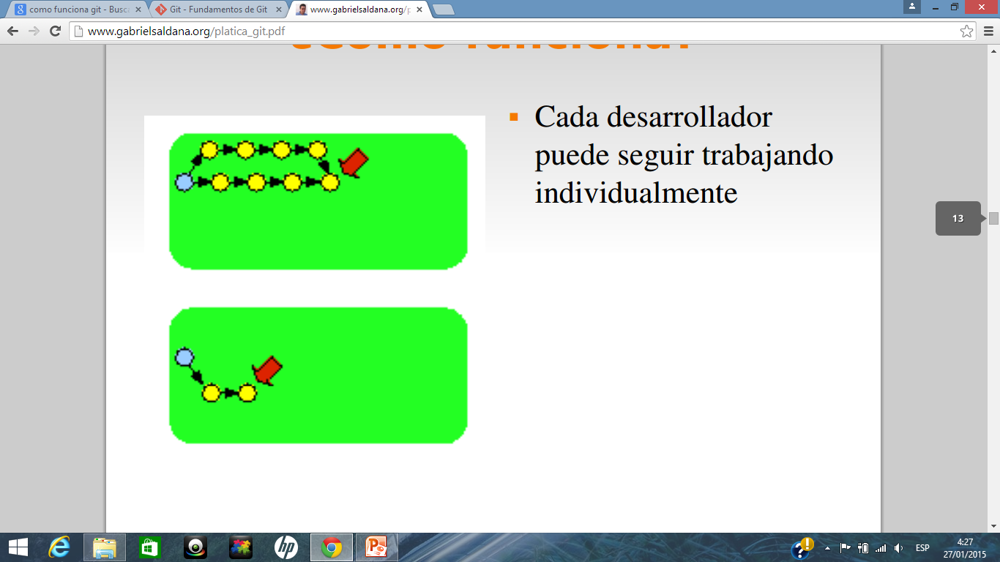 como funciona git - Busc
Git - Fundamentos de Git
www.gabrielsaldana.org/p
www.gabrielsaldana.org/platica_git.pdf
Cada desarrollador
puede seguir trabajando
individualmente
13
ESP
4:27
27/01/2015